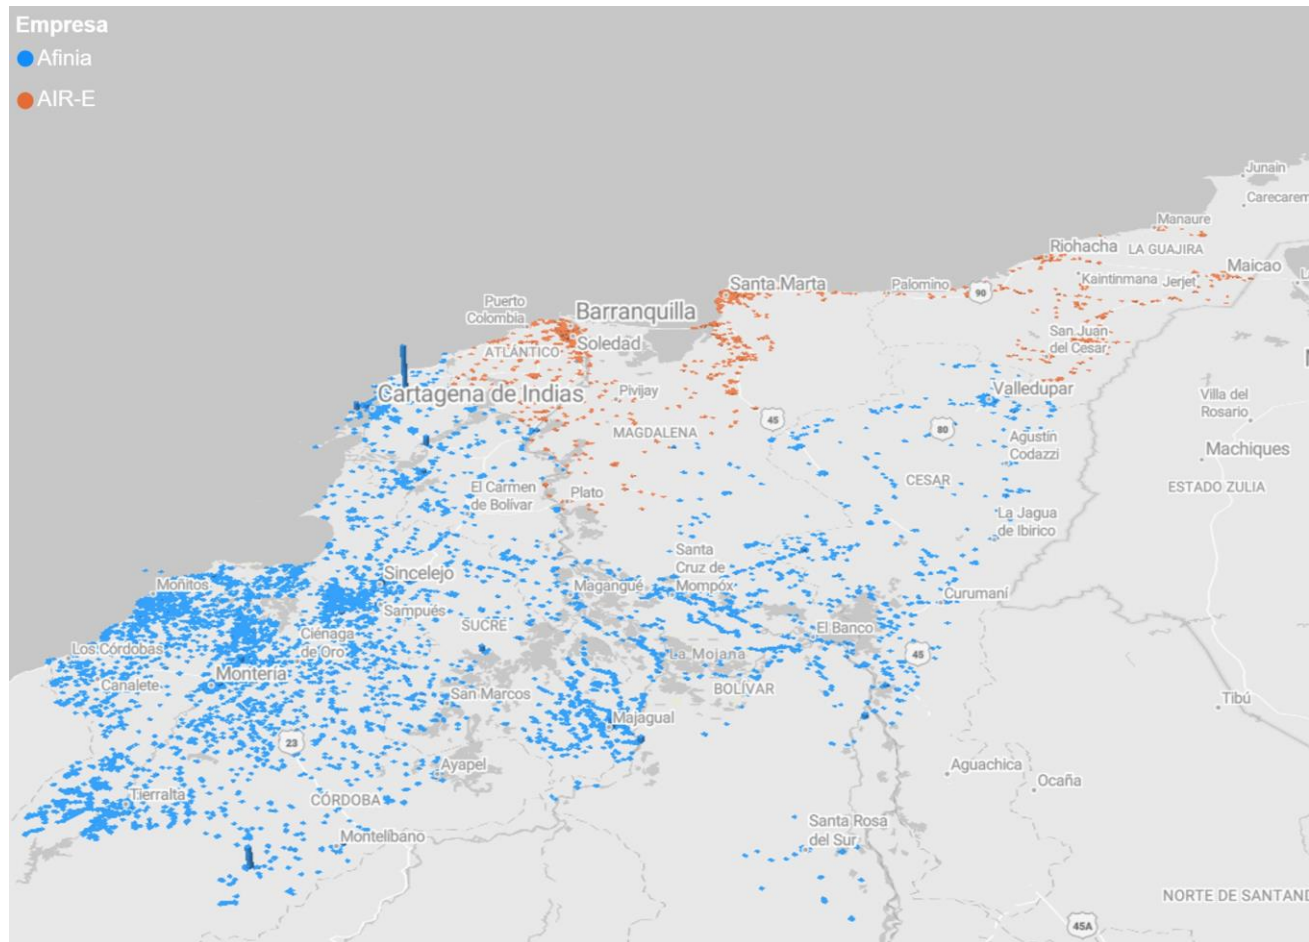 Empresa
Afinia
AIR-E
Junain
Carecarem
Manaure
Riohacha
LA GUAJIRA
Maicao
Kaintinmana
Jerjet
Santa Marta
Palomino
90
Puerto
Colombia
Barranquilla
Soledad
ATLÁNTICO
San Juan
del Cesar
Cartagena de Indias
Pivijay
Valledupar
Villa del
Rosario
45
80
MAGDALENA
Agustín
Codazzi
Machiques
El Carmen
de Bolívar
Plato
CESAR
ESTADO ZULIA
La Jagua
de Ibirico
Santa
Cruz de
Mompóx
Sincelejo
Moñitos
Magangué
Sampués
Curumaní
SUCRE
El Banco
Ciénaga
de Oro
Los Córdobas
La Mojana
45
Montería
Canalete
San Marcos
BOLÍVAR
Tibú
Majagual
23
Ayapel
Aguachica
Ocaña
Tierralta
CÓRDOBA
Santa Rosa
del Sur
Montelíbano
NORTE DE SANTAND
45A